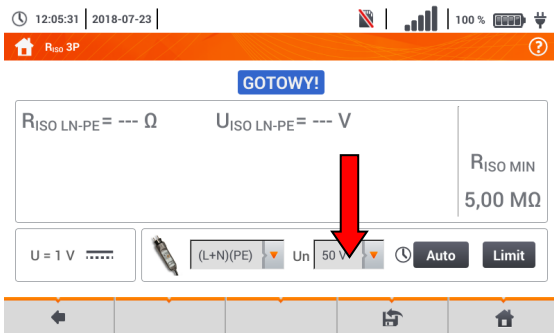 12:05:31 2018-07-23 100 %
RISO 3P ?
GOTOWY!
RISO LN-PE= --- Ω UISO LN-PE= --- V
RISO MIN
5,00 MΩ
U = 1 V (L+N)(PE) Un 50 V Auto Limit